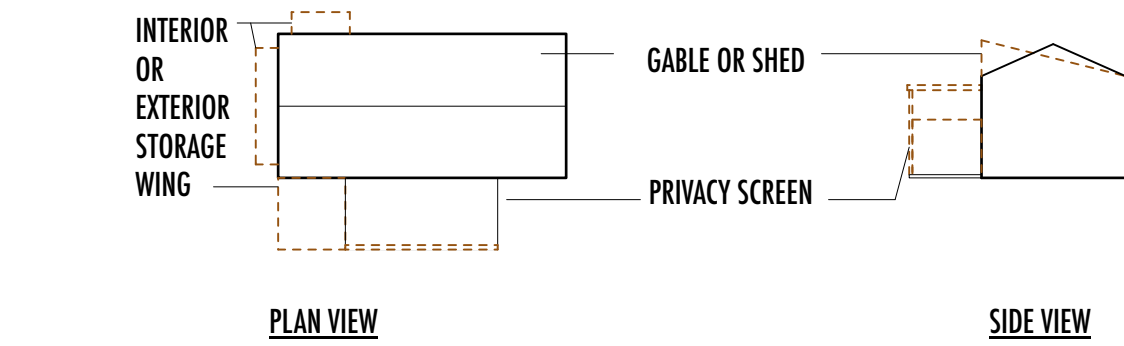 INTERIOR
OR
EXTERIOR
STORAGE
WING
GABLE OR SHED
PRIVACY SCREEN
PLAN VIEW
SIDE VIEW